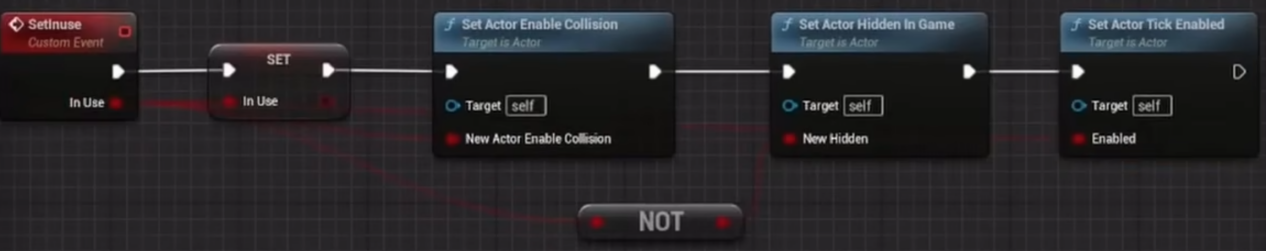 SetInuse
Custom Event
In Use
SET
In Use
Set Actor Enable Collision
Target is Actor
Target self
New Actor Enable Collision
Set Actor Hidden In Game
Target is Actor
Target self
New Hidden
Set Actor Tick Enabled
Target is Actor
Target self
Enabled
NOT